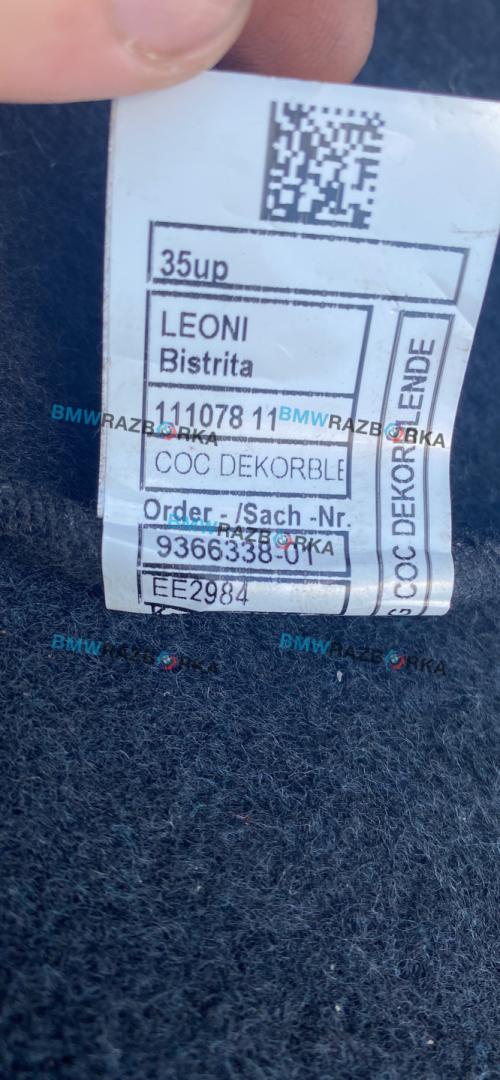 35up
LEONI
Bistrita
111078 11
COC DEKORBLE
Order - /Sach -Nr.
9366338-01
EE2984
COC DEKORBLENDE
BMWRAZBORKA
BMWRAZBORKA
BMWRAZBORKA
BMWRAZBORKA
BMWRAZBORKA